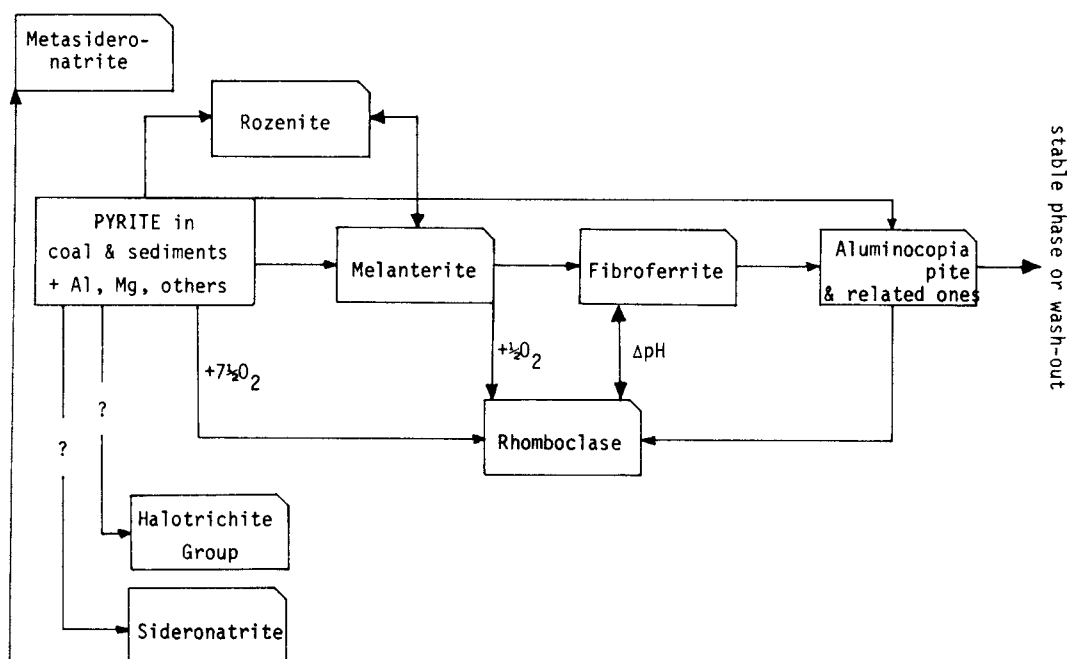 Metasidero-
natrite
Rozenite
PYRITE in
coal & sediments
+ Al, Mg, others
Melanterite
Fibroferrite
Aluminocopia
pite
& related ones
stable phase or wash-out
+7½O₂
+½O₂
ΔpH
?
?
Rhomboclase
Halotrichite
Group
Sideronatrite